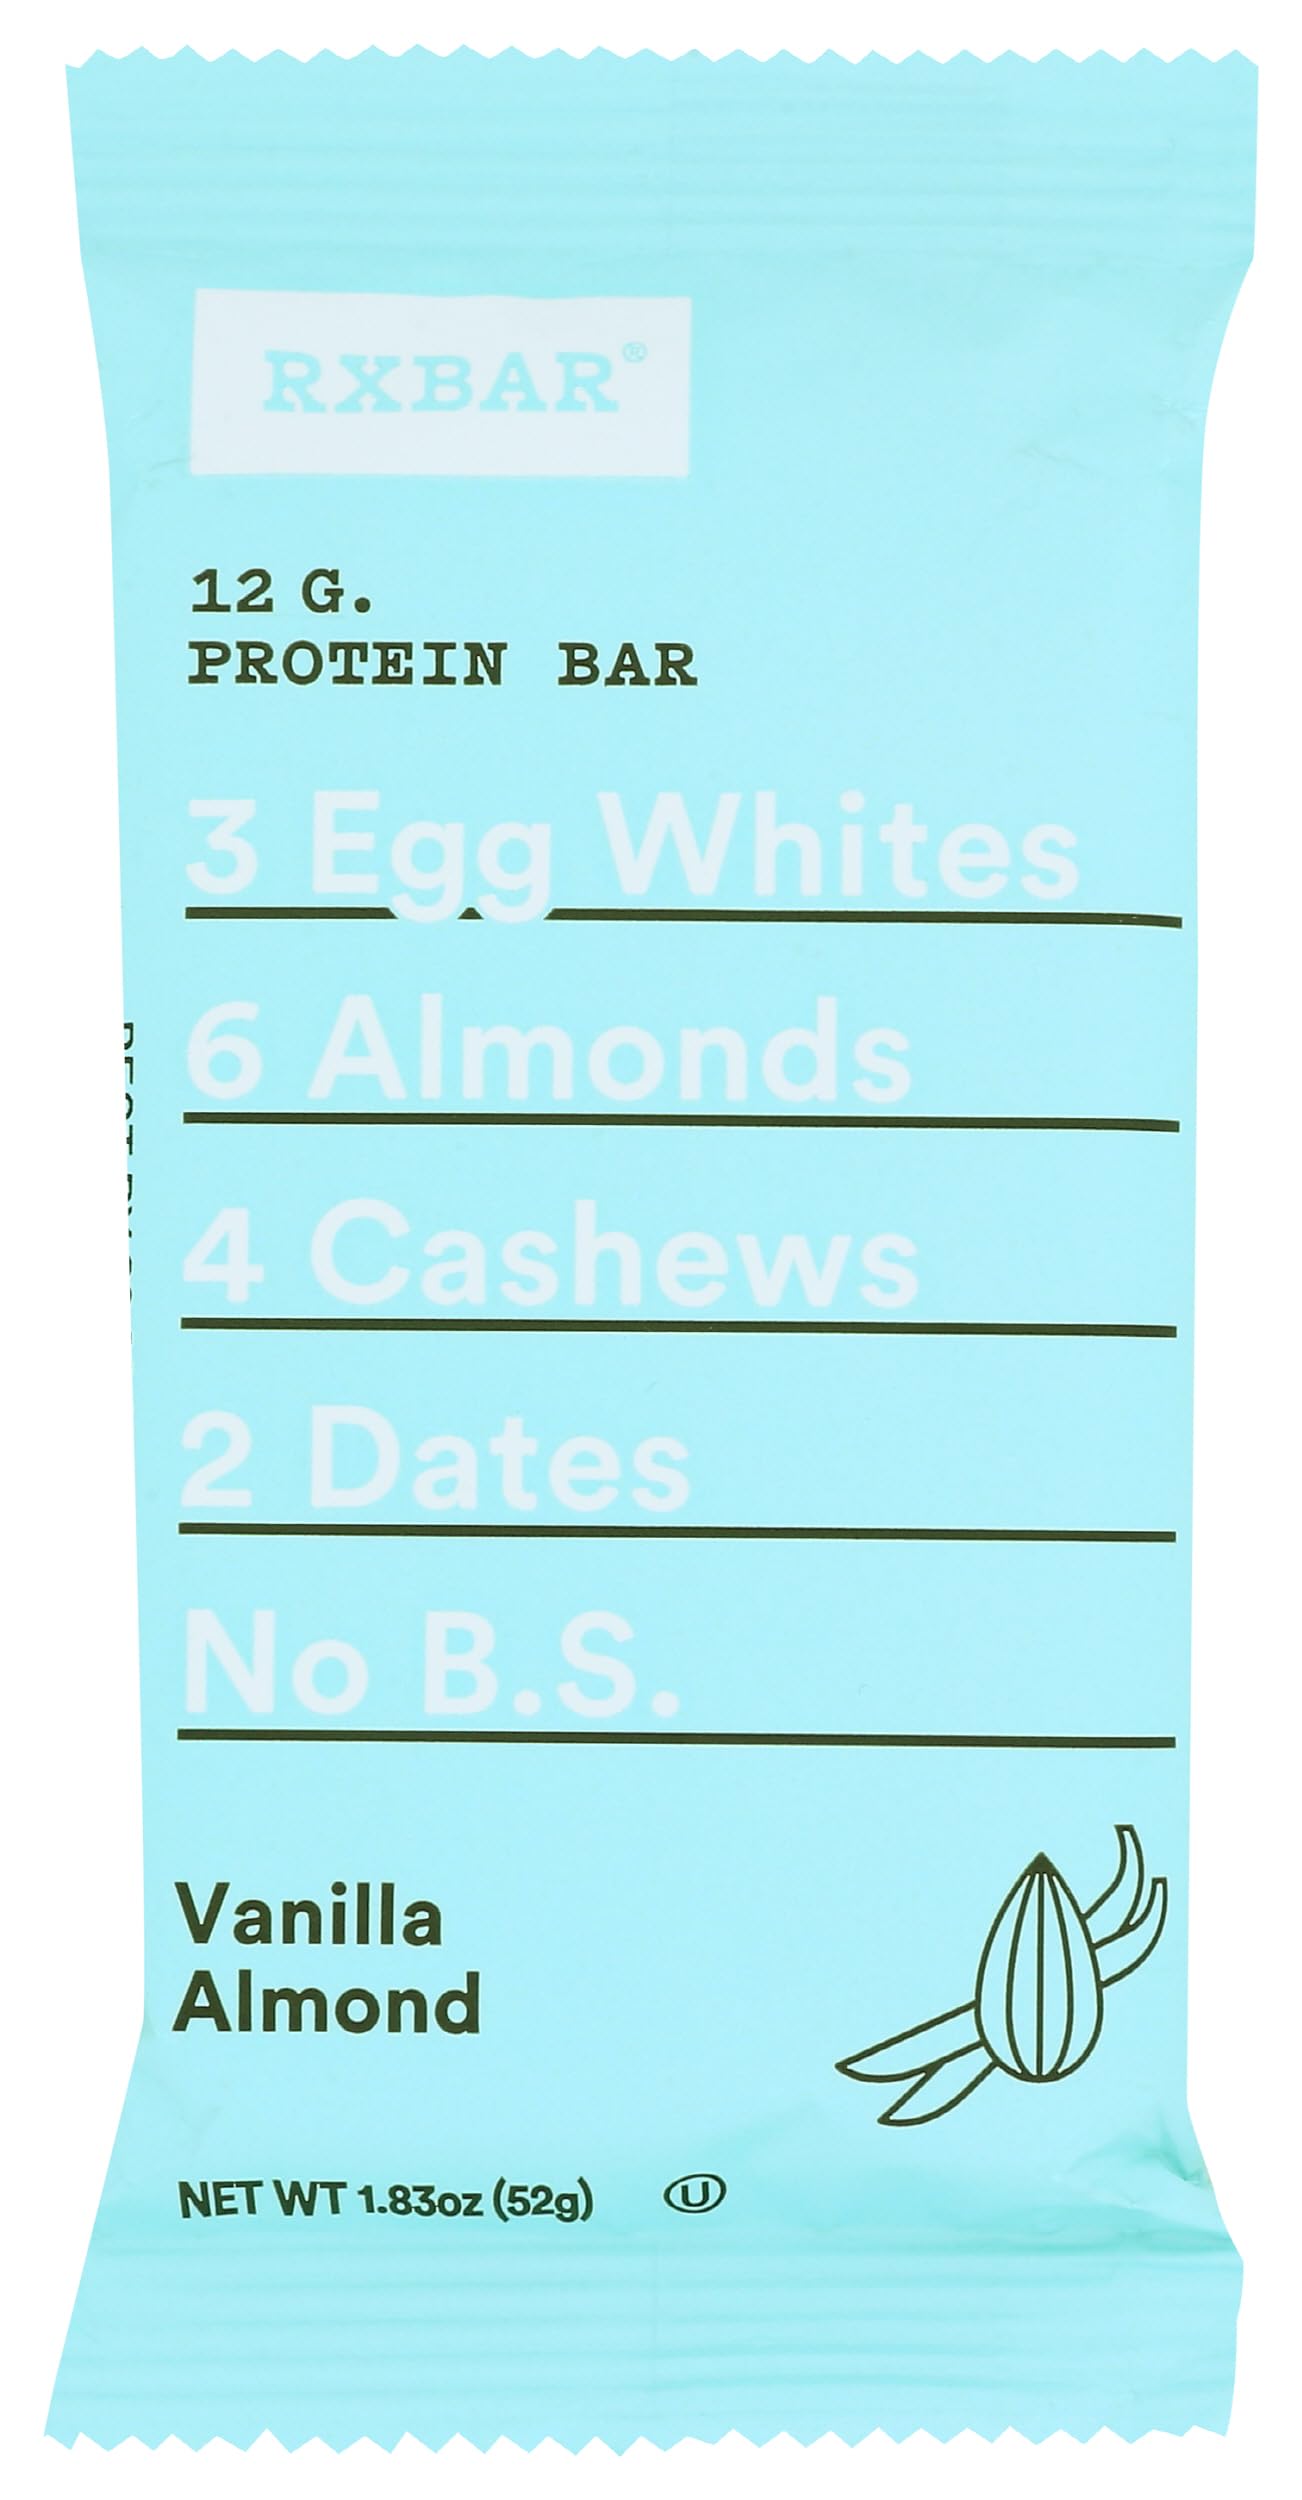 RXBAR®
12 G.
PROTEIN BAR
3 Egg Whites
6 Almonds
4 Cashews
2 Dates
No B.S.
Vanilla
Almond
NET WT 1.83oz (52g)
U